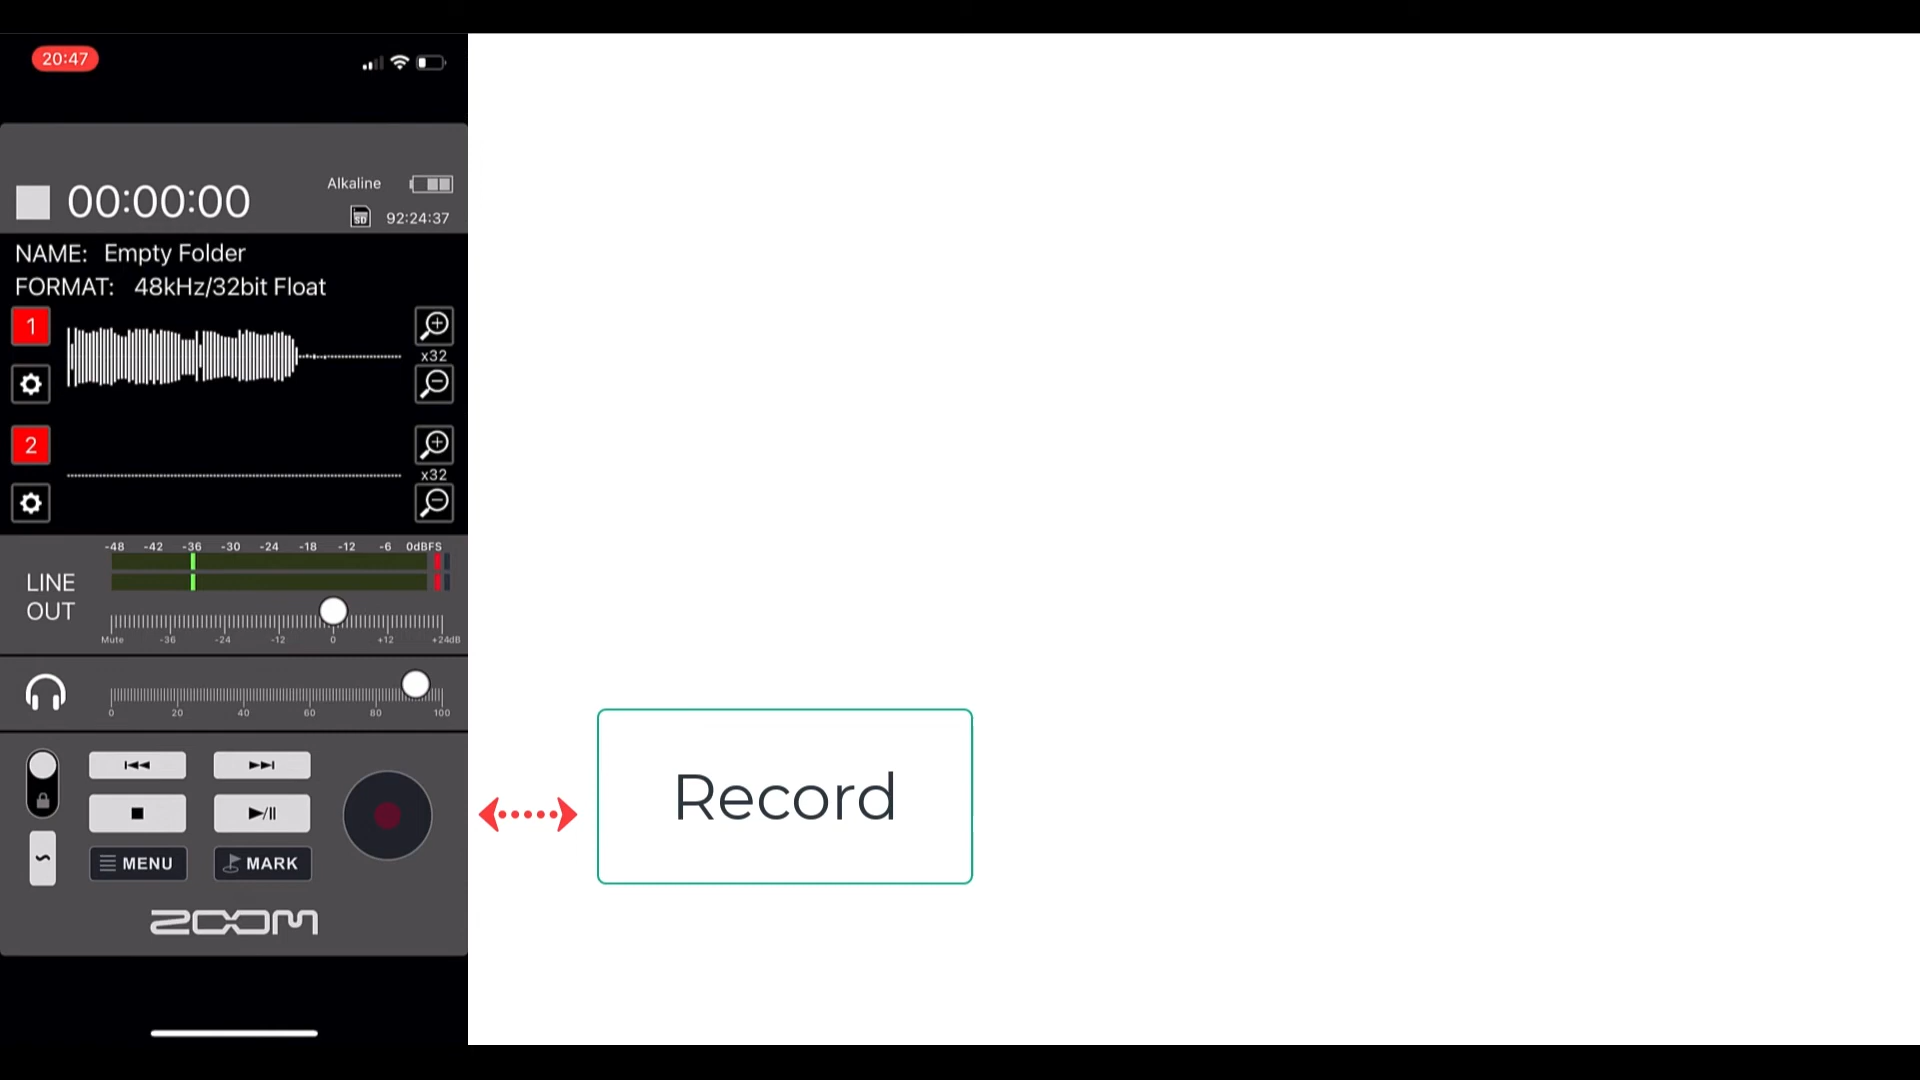 20:47
00:00:00
Alkaline
SD 92:24:37
NAME: Empty Folder
FORMAT: 48kHz/32bit Float
1
x32
2
x32
-48 -42 -36 -30 -24 -18 -12 -6 0dBFS
LINE
OUT
Mute -36 -24 -12 0 +12 +24dB
0 20 40 60 80 100
MENU MARK
ZOOM
Record